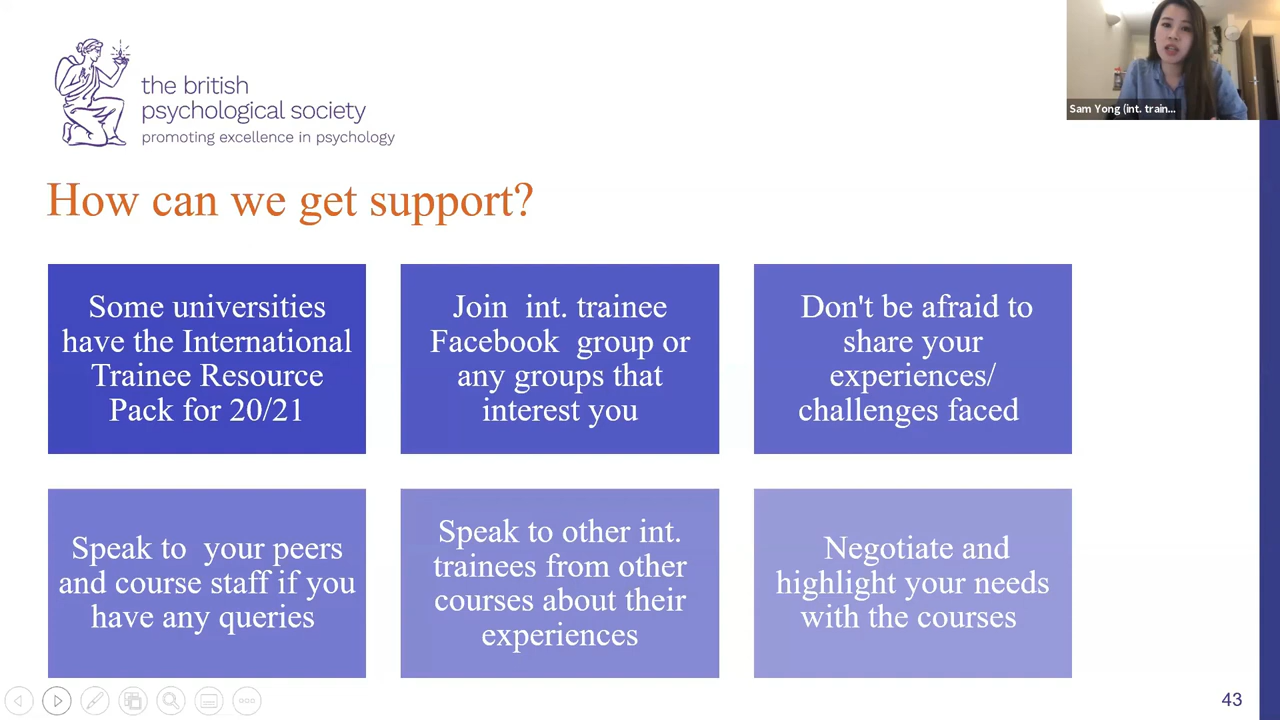 the british
psychological society
promoting excellence in psychology
Sam Yong (int. train...
How can we get support?
Some universities
have the International
Trainee Resource
Pack for 20/21
Join int. trainee
Facebook group or
any groups that
interest you
Don't be afraid to
share your
experiences/
challenges faced
Speak to your peers
and course staff if you
have any queries
Speak to other int.
trainees from other
courses about their
experiences
Negotiate and
highlight your needs
with the courses
43